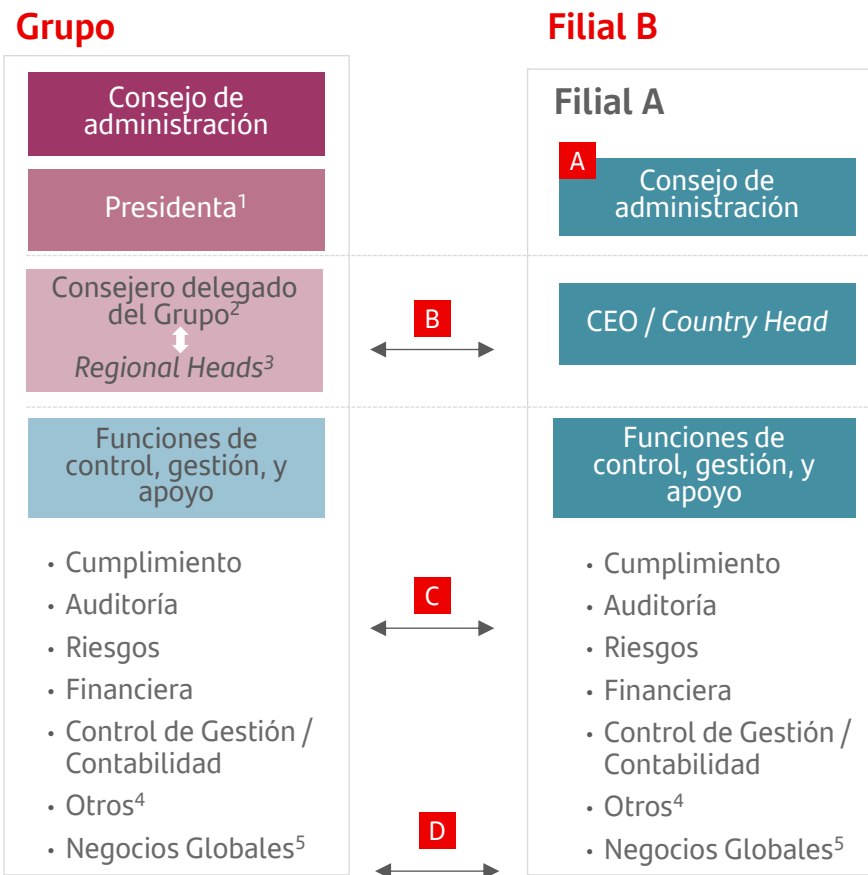 Grupo
Consejo de
administración
Presidenta¹
Consejero delegado
del Grupo²
Regional Heads³
Funciones de
control, gestión, y
apoyo
• Cumplimiento
• Auditoría
• Riesgos
• Financiera
• Control de Gestión /
Contabilidad
• Otros⁴
• Negocios Globales⁵
B
C
D
Filial B
Filial A
A
Consejo de
administración
CEO / Country Head
Funciones de
control, gestión, y
apoyo
• Cumplimiento
• Auditoría
• Riesgos
• Financiera
• Control de Gestión /
Contabilidad
• Otros⁴
• Negocios Globales⁵